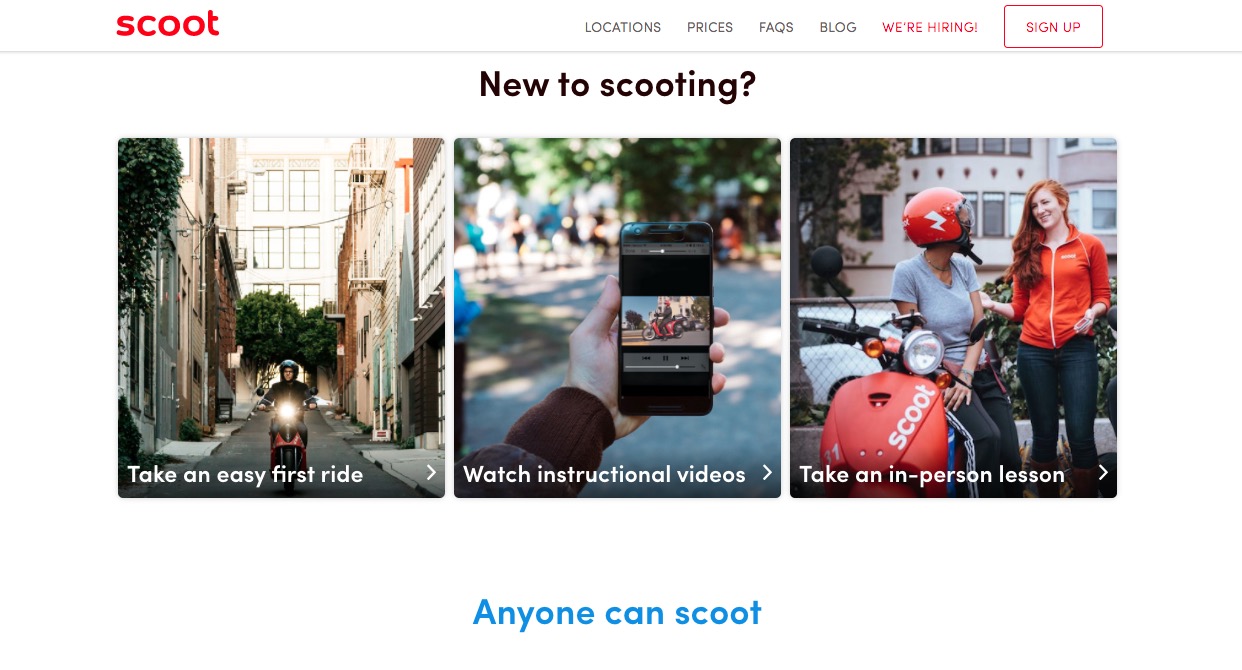 scoot
LOCATIONS
PRICES
FAQS
BLOG
WE'RE HIRING!
SIGN UP
New to scooting?
Take an easy first ride
Watch instructional videos
Take an in-person lesson
scoot
Anyone can scoot